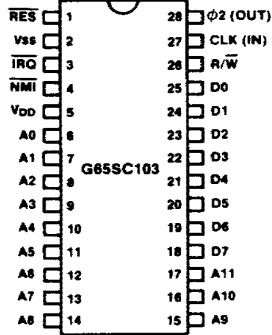 RES 1 28 ϕ2 (OUT)
Vss 2 27 CLK (IN)
IRQ 3 26 R/W
NMI 4 25 D0
VDD 5 24 D1
A0 6 23 D2
A1 7 22 D3
G65SC103
A2 8 21 D4
A3 9 20 D5
A4 10 19 D6
A5 11 18 D7
A6 12 17 A11
A7 13 16 A10
A8 14 15 A9